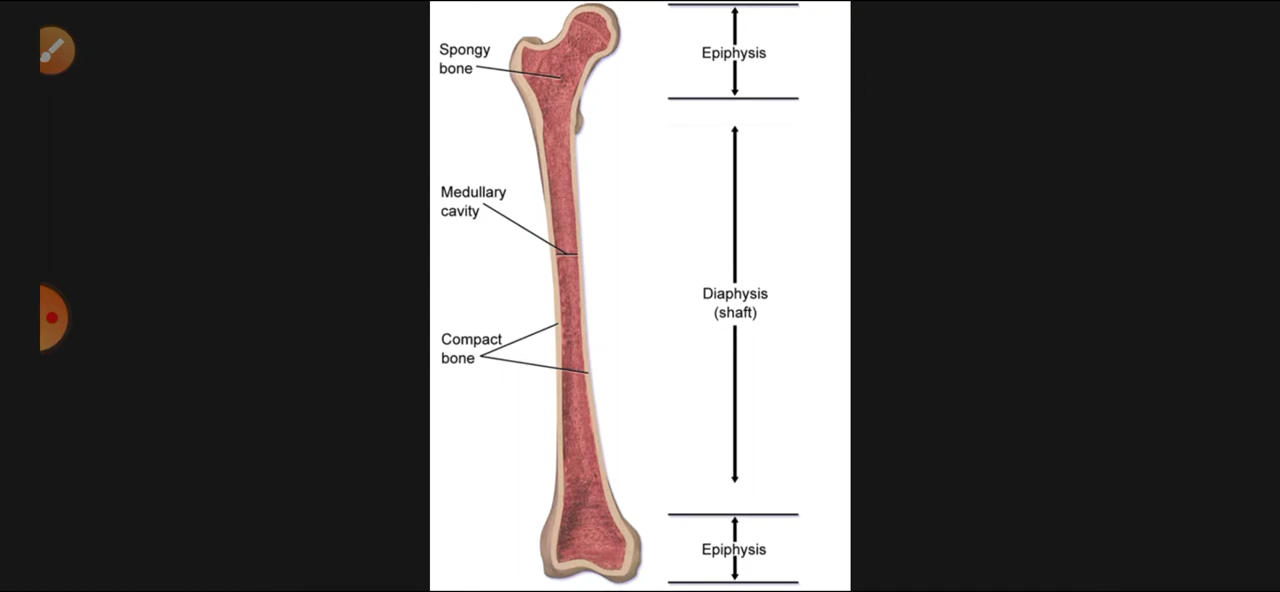 Spongy
bone
Epiphysis
Medullary
cavity
Diaphysis
(shaft)
Compact
bone
Epiphysis